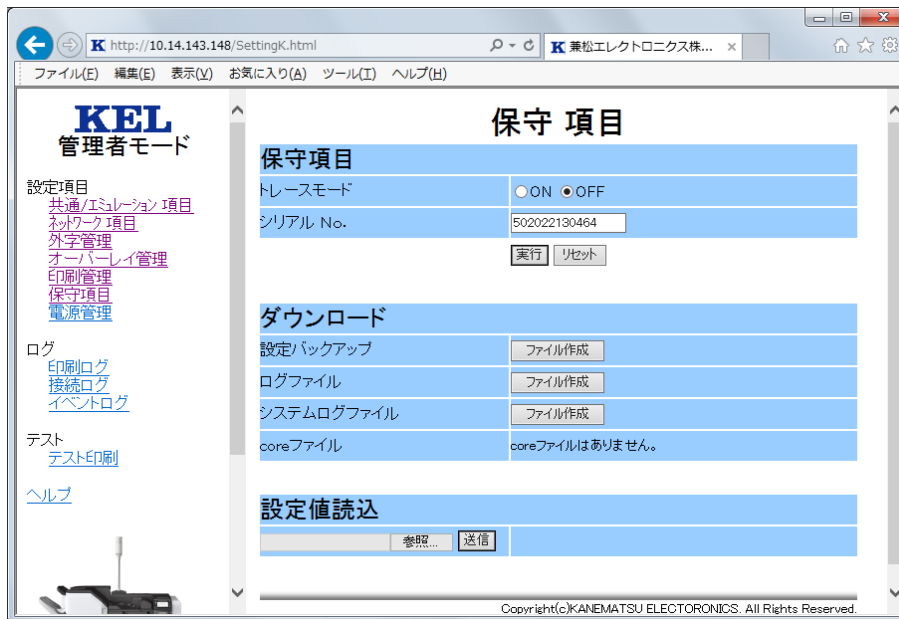 http://10.14.143.148/SettingK.html
兼松エレクトロニクス株...
ファイル(F) 編集(E) 表示(V) お気に入り(A) ツール(T) ヘルプ(H)
KEL
管理者モード
設定項目
共通/エミュレーション 項目
ネットワーク 項目
外字管理
オーバーレイ管理
印刷管理
保守項目
電源管理
ログ
印刷ログ
接続ログ
イベントログ
テスト
テスト印刷
ヘルプ
保守 項目
保守項目
トレースモード ON OFF
シリアル No. 502022130464
実行 リセット
ダウンロード
設定バックアップ ファイル作成
ログファイル ファイル作成
システムログファイル ファイル作成
coreファイル coreファイルはありません。
設定値読込
参照... 送信
Copyright(c)KANEMATSU ELECTORONICS. All Rights Reserved.